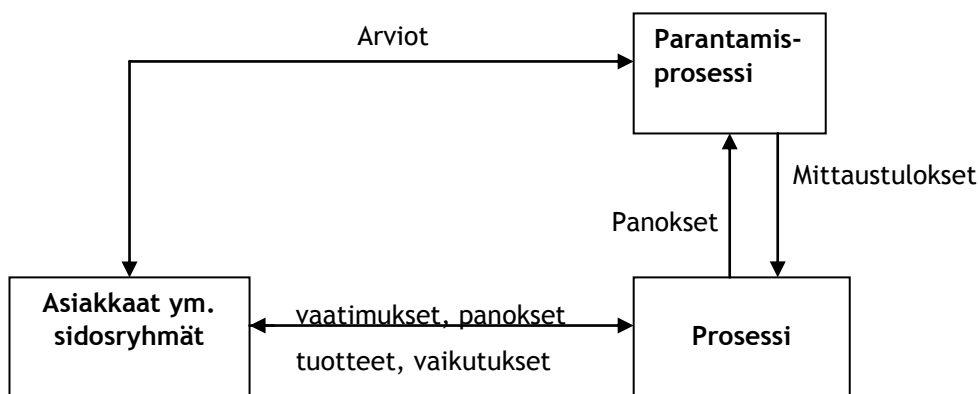 Arviot
Parantamis-
prosessi
Mittaustulokset
Panokset
Asiakkaat ym.
sidosryhmät
vaatimukset, panokset
tuotteet, vaikutukset
Prosessi